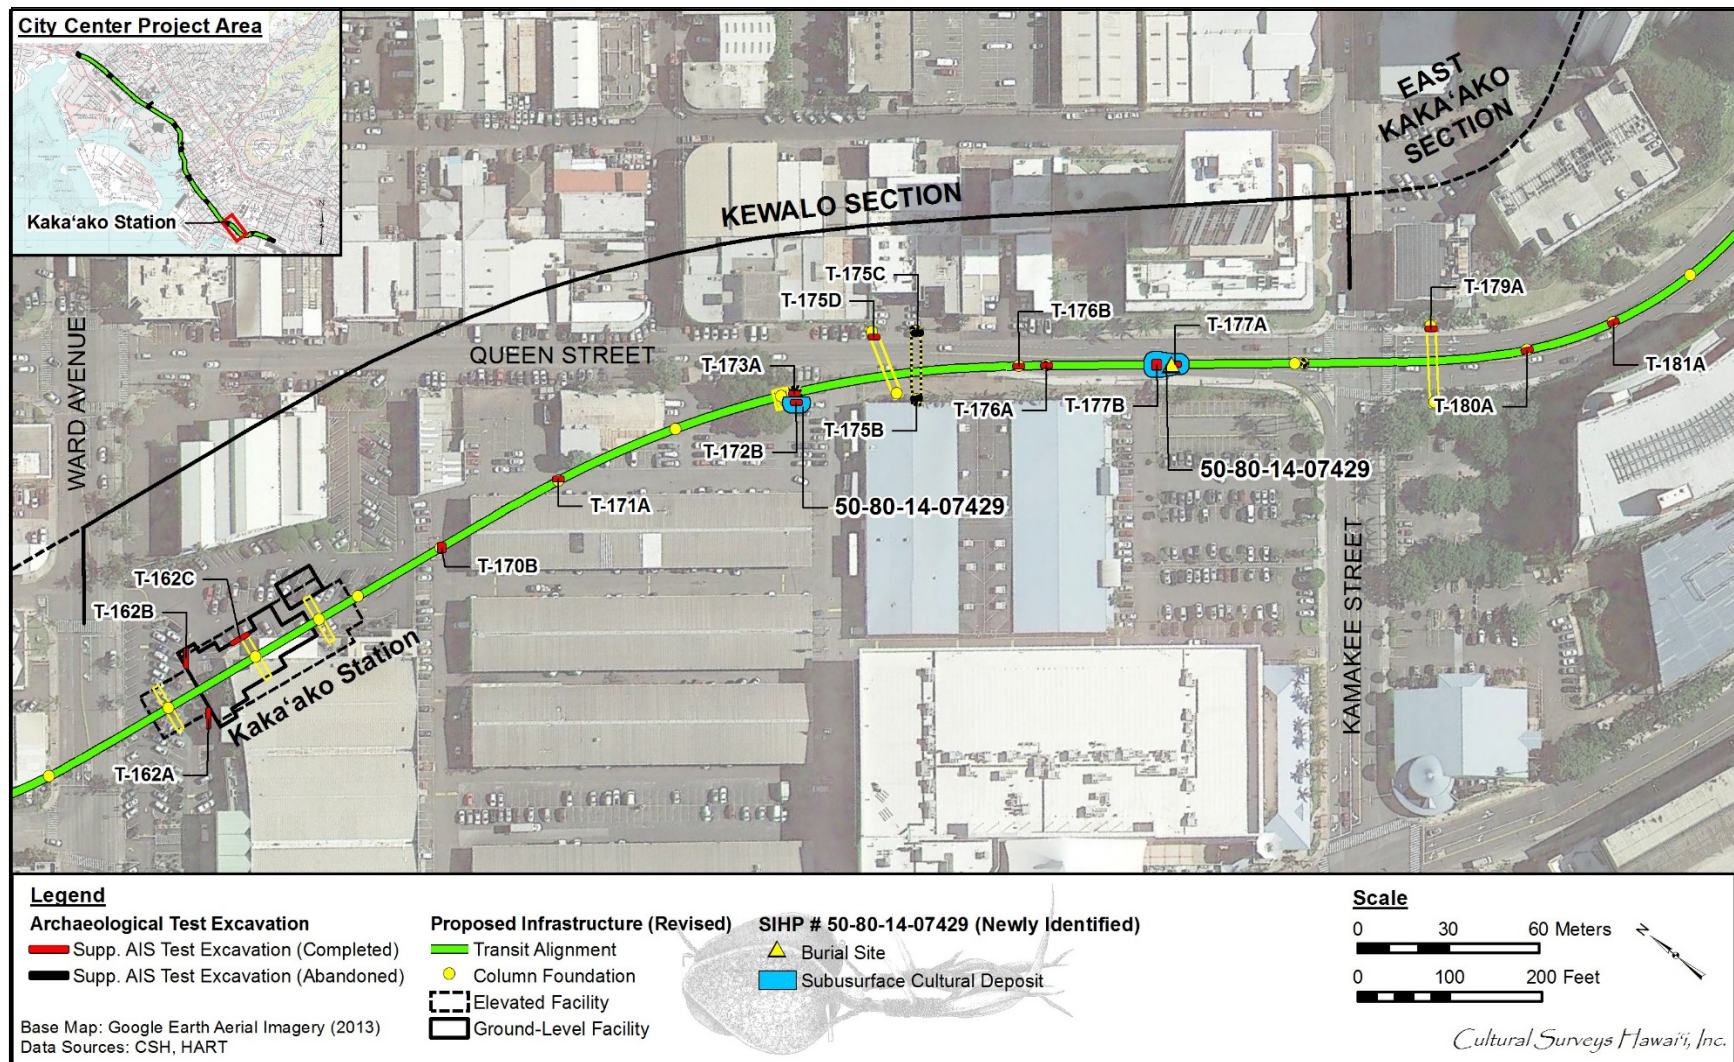 City Center Project Area
Kaka‘ako Station
N
EAST
KAKA‘AKO
SECTION
KEWALO SECTION
T-175C
T-175D
T-176B
T-177A
T-179A
WARD AVENUE
QUEEN STREET
T-173A
T-181A
T-176A
T-177B
T-180A
T-172B
T-175B
50-80-14-07429
50-80-14-07429
T-171A
T-170B
T-162C
T-162B
Kaka‘ako Station
T-162A
KAMAKEE STREET
Legend
Archaeological Test Excavation
Supp. AIS Test Excavation (Completed)
Supp. AIS Test Excavation (Abandoned)
Base Map: Google Earth Aerial Imagery (2013)
Data Sources: CSH, HART
Proposed Infrastructure (Revised)
Transit Alignment
Column Foundation
Elevated Facility
Ground-Level Facility
SIHP # 50-80-14-07429 (Newly Identified)
Burial Site
Subusurface Cultural Deposit
Scale
0 30 60 Meters
0 100 200 Feet
N
Cultural Surveys Hawai‘i, Inc.